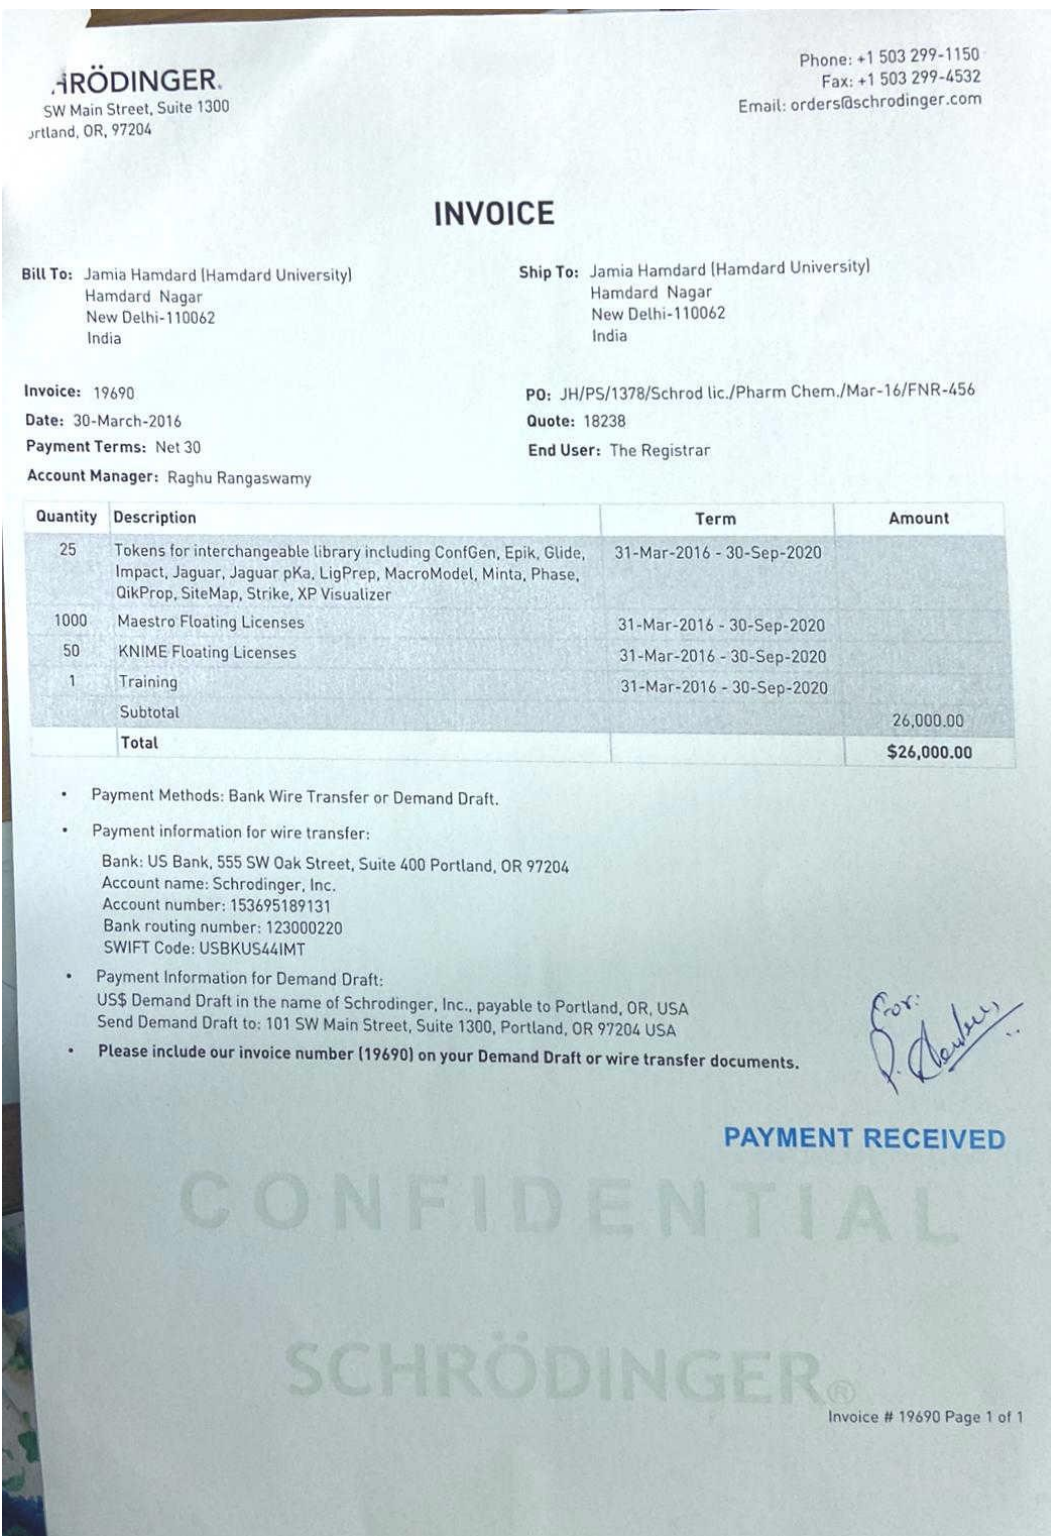 HRÖDINGER.
SW Main Street, Suite 1300
ortland, OR, 97204
Phone: +1 503 299-1150
Fax: +1 503 299-4532
Email: orders@schrodinger.com
INVOICE
Bill To: Jamia Hamdard (Hamdard University)
Hamdard Nagar
New Delhi-110062
India
Ship To: Jamia Hamdard (Hamdard University)
Hamdard Nagar
New Delhi-110062
India
Invoice: 19690
Date: 30-March-2016
Payment Terms: Net 30
Account Manager: Raghu Rangaswamy
PO: JH/PS/1378/Schrod lic./Pharm Chem./Mar-16/FNR-456
Quote: 18238
End User: The Registrar
Quantity Description Term Amount
25 Tokens for interchangeable library including ConfGen, Epik, Glide, 31-Mar-2016 - 30-Sep-2020
Impact, Jaguar, Jaguar pKa, LigPrep, MacroModel, Minta, Phase,
QikProp, SiteMap, Strike, XP Visualizer
1000 Maestro Floating Licenses 31-Mar-2016 - 30-Sep-2020
50 KNIME Floating Licenses 31-Mar-2016 - 30-Sep-2020
1 Training 31-Mar-2016 - 30-Sep-2020
Subtotal 26,000.00
Total $26,000.00
• Payment Methods: Bank Wire Transfer or Demand Draft.
• Payment information for wire transfer:
Bank: US Bank, 555 SW Oak Street, Suite 400 Portland, OR 97204
Account name: Schrodinger, Inc.
Account number: 153695189131
Bank routing number: 123000220
SWIFT Code: USBKUS44IMT
• Payment Information for Demand Draft:
US$ Demand Draft in the name of Schrodinger, Inc., payable to Portland, OR, USA
Send Demand Draft to: 101 SW Main Street, Suite 1300, Portland, OR 97204 USA
• Please include our invoice number (19690) on your Demand Draft or wire transfer documents.
For:
P.
PAYMENT RECEIVED
CONFIDENTIAL
SCHRÖDINGER®
Invoice # 19690 Page 1 of 1